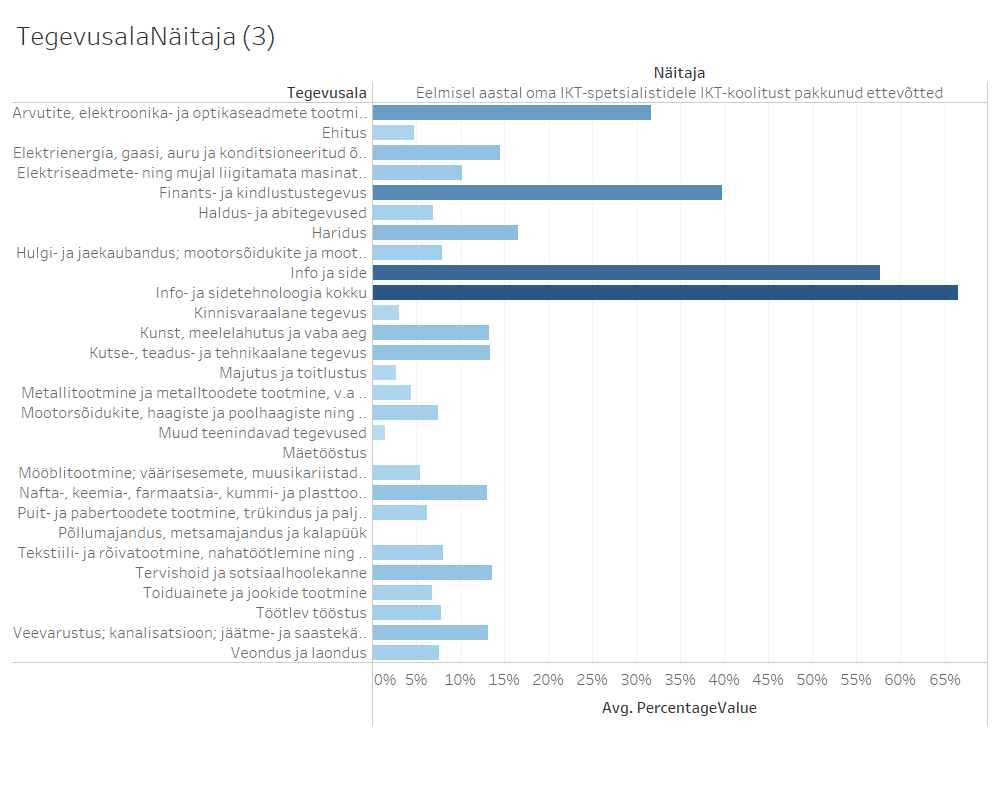 TegevusalaNäitaja (3)
Näitaja
Tegevusala
Eelmisel aastal oma IKT-spetsialistidele IKT-koolitust pakkunud ettevõtted
Arvutite, elektroonika- ja optikaseadmete tootmi..
Ehitus
Elektrienergia, gaasi, auru ja konditsioneeritud õ..
Elektriseadmete- ning mujal liigitamata masinat..
Finants- ja kindlustustegevus
Haldus- ja abitegevused
Haridus
Hulgi- ja jaekaubandus; mootorsõidukite ja moot..
Info ja side
Info- ja sidetehnoloogia kokku
Kinnisvaraalane tegevus
Kunst, meelelahutus ja vaba aeg
Kutse-, teadus- ja tehnikaalane tegevus
Majutus ja toitlustus
Metallitootmine ja metalltoodete tootmine, v.a ..
Mootorsõidukite, haagiste ja poolhaagiste ning ..
Muud teenindavad tegevused
Mäetööstus
Mööblitootmine; väärisesemete, muusikariistad..
Nafta-, keemia-, farmaatsia-, kummi- ja plasttoo..
Puit- ja pabertoodete tootmine, trükindus ja palj..
Põllumajandus, metsamajandus ja kalapüük
Tekstiili- ja rõivatootmine, nahatöötlemine ning ..
Tervishoid ja sotsiaalhoolekanne
Toiduainete ja jookide tootmine
Töötlev tööstus
Veevarustus; kanalisatsioon; jäätme- ja saastekä..
Veondus ja laondus
0% 5% 10% 15% 20% 25% 30% 35% 40% 45% 50% 55% 60% 65%
Avg. PercentageValue